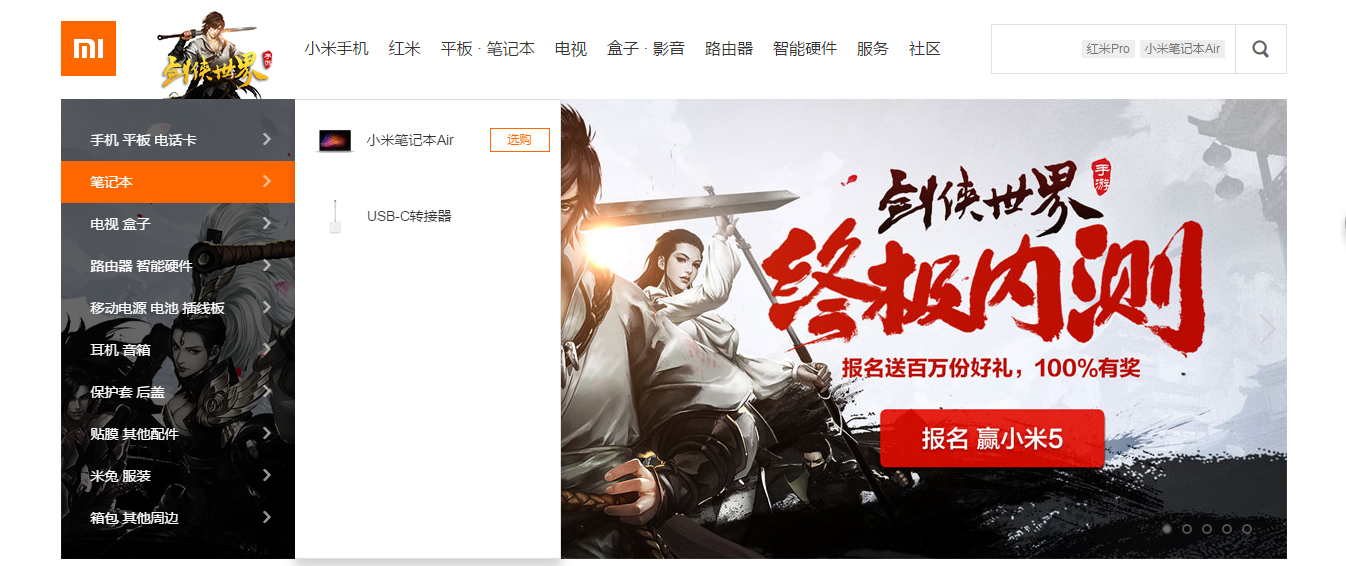 mi
剑侠世界 手游
小米手机 红米 平板 · 笔记本 电视 盒子 · 影音 路由器 智能硬件 服务 社区
红米Pro 小米笔记本Air
手机 平板 电话卡
笔记本
电视 盒子
路由器 智能硬件
移动电源 电池 插线板
耳机 音箱
保护套 后盖
贴膜 其他配件
米兔 服装
箱包 其他周边
小米笔记本Air 选购
USB-C转接器
剑侠世界 手游
终极内测
报名送百万份好礼，100%有奖
报名 赢小米5